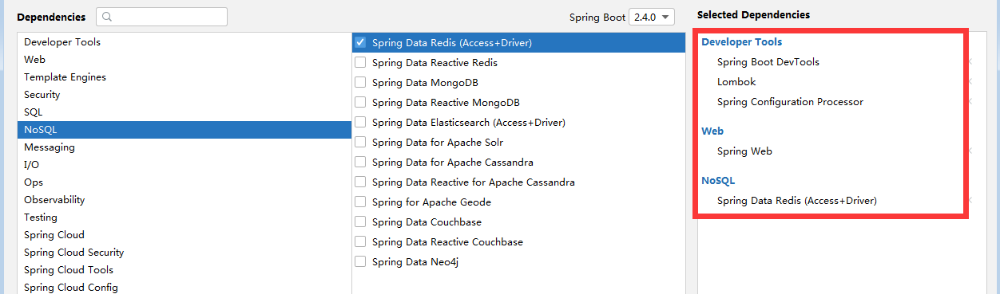 Dependencies
Spring Boot 2.4.0
Selected Dependencies
Developer Tools
Web
Template Engines
Security
SQL
NoSQL
Messaging
I/O
Ops
Observability
Testing
Spring Cloud
Spring Cloud Security
Spring Cloud Tools
Spring Cloud Config
Spring Data Redis (Access+Driver)
Spring Data Reactive Redis
Spring Data MongoDB
Spring Data Reactive MongoDB
Spring Data Elasticsearch (Access+Driver)
Spring Data for Apache Solr
Spring Data for Apache Cassandra
Spring Data Reactive for Apache Cassandra
Spring for Apache Geode
Spring Data Couchbase
Spring Data Reactive Couchbase
Spring Data Neo4j
Developer Tools
Spring Boot DevTools
Lombok
Spring Configuration Processor
Web
Spring Web
NoSQL
Spring Data Redis (Access+Driver)